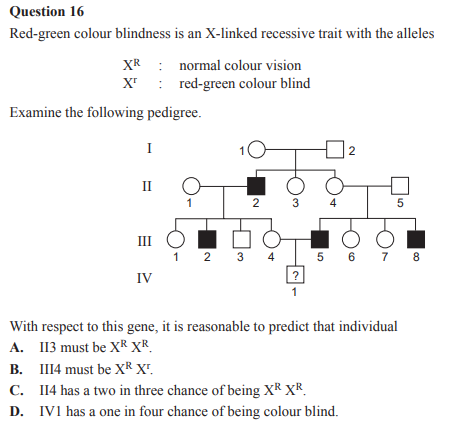 Question 16
Red-green colour blindness is an X-linked recessive trait with the alleles
Xᴿ : normal colour vision
Xʳ : red-green colour blind
Examine the following pedigree.
I 1 2
II 1 2 3 4 5
III 1 2 3 4 5 6 7 8
IV ? 1
With respect to this gene, it is reasonable to predict that individual
A. II3 must be Xᴿ Xᴿ.
B. III4 must be Xᴿ Xʳ.
C. II4 has a two in three chance of being Xᴿ Xᴿ.
D. IV1 has a one in four chance of being colour blind.